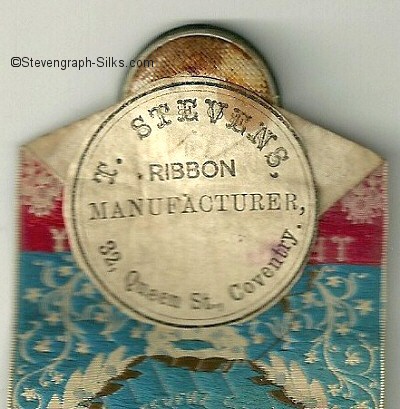 ©Stevengraph-Silks.com
T. STEVENS,
RIBBON
MANUFACTURER,
32, Queen St., Coventry.